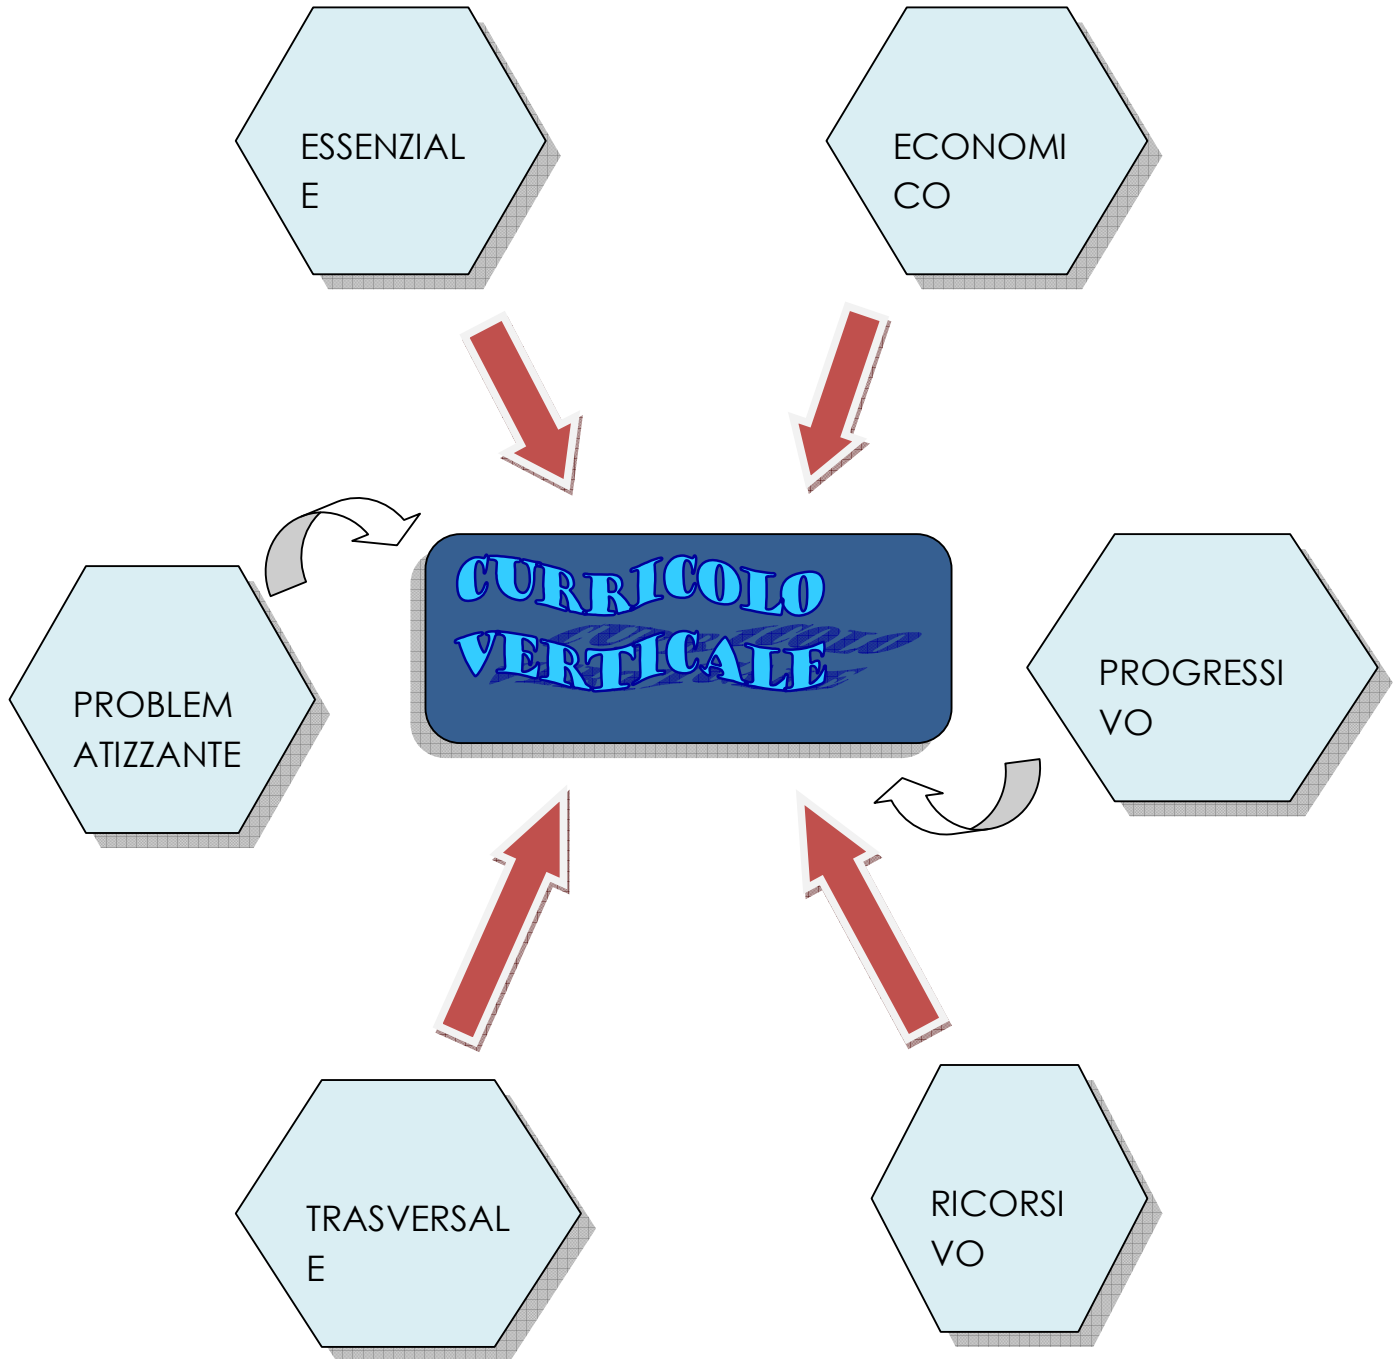 ESSENZIAL
E
ECONOMI
CO
CURRICOLO
VERTICALE
PROBLEM
ATIZZANTE
PROGRESSI
VO
TRASVERSAL
E
RICORSI
VO